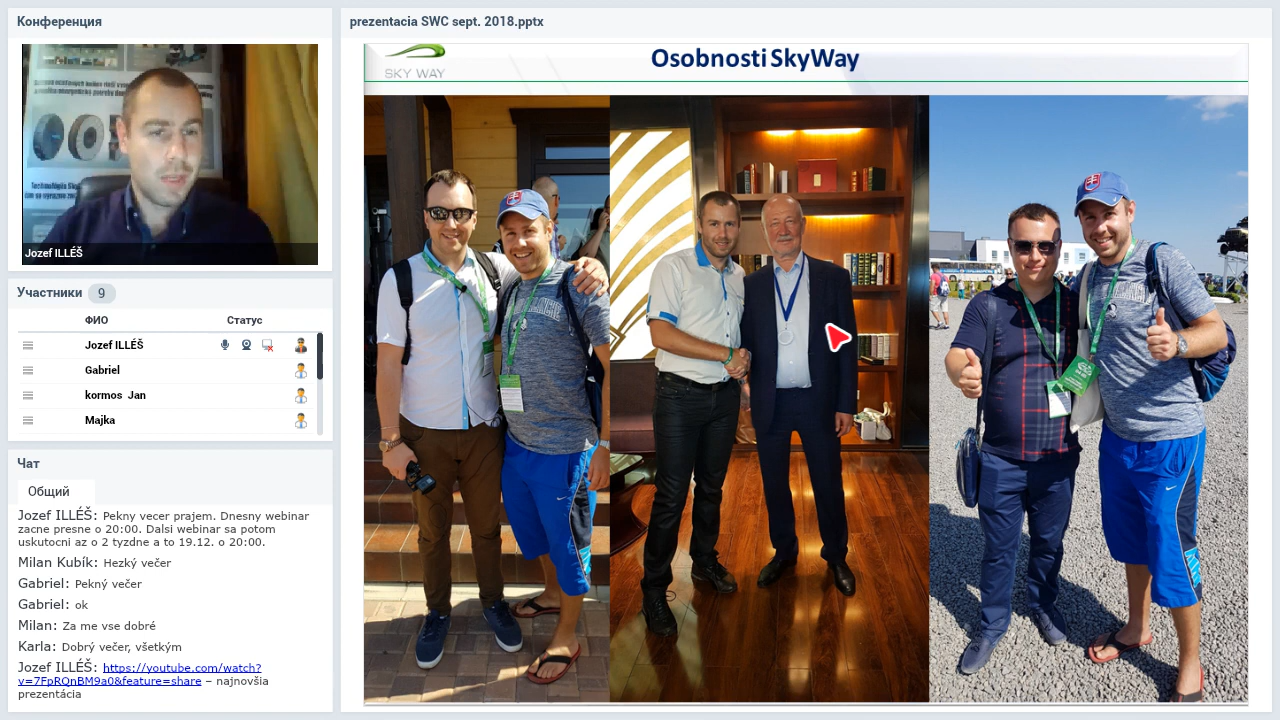 Конференция
Jozef ILLÉŠ
Участники 9
ФИО Статус
Jozef ILLÉŠ
Gabriel
kormos Jan
Majka
Чат
Общий
Jozef ILLÉŠ: Pekny vecer prajem. Dnesny webinar
zacne presne o 20:00. Dalsi webinar sa potom
uskutocni az o 2 tyzdne a to 19.12. o 20:00.
Milan Kubík: Hezký večer
Gabriel: Pekný večer
Gabriel: ok
Milan: Za me vse dobré
Karla: Dobrý večer, všetkým
Jozef ILLÉŠ: https://youtube.com/watch?
v=7FpRQnBM9a0&feature=share – najnovšia
prezentácia
prezentacia SWC sept. 2018.pptx
SKY WAY
Osobnosti SkyWay